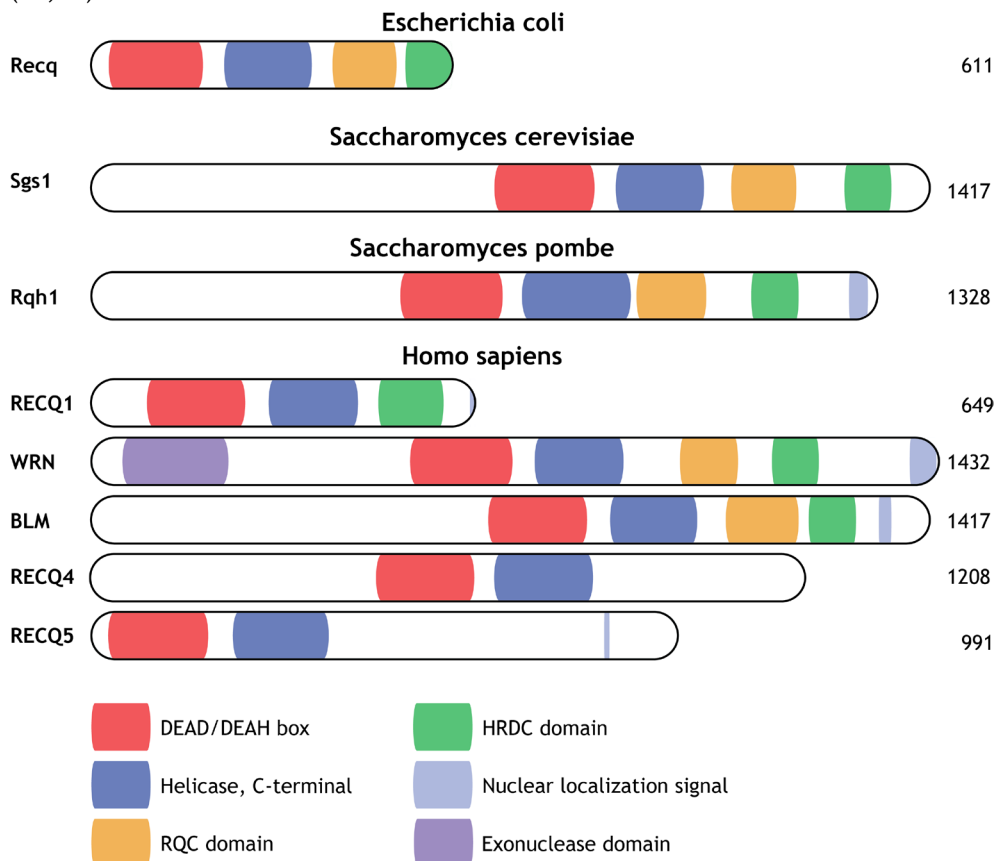 Escherichia coli
Recq 611
Saccharomyces cerevisiae
Sgs1 1417
Saccharomyces pombe
Rqh1 1328
Homo sapiens
RECQ1 649
WRN 1432
BLM 1417
RECQ4 1208
RECQ5 991
DEAD/DEAH box HRDC domain
Helicase, C-terminal Nuclear localization signal
RQC domain Exonuclease domain